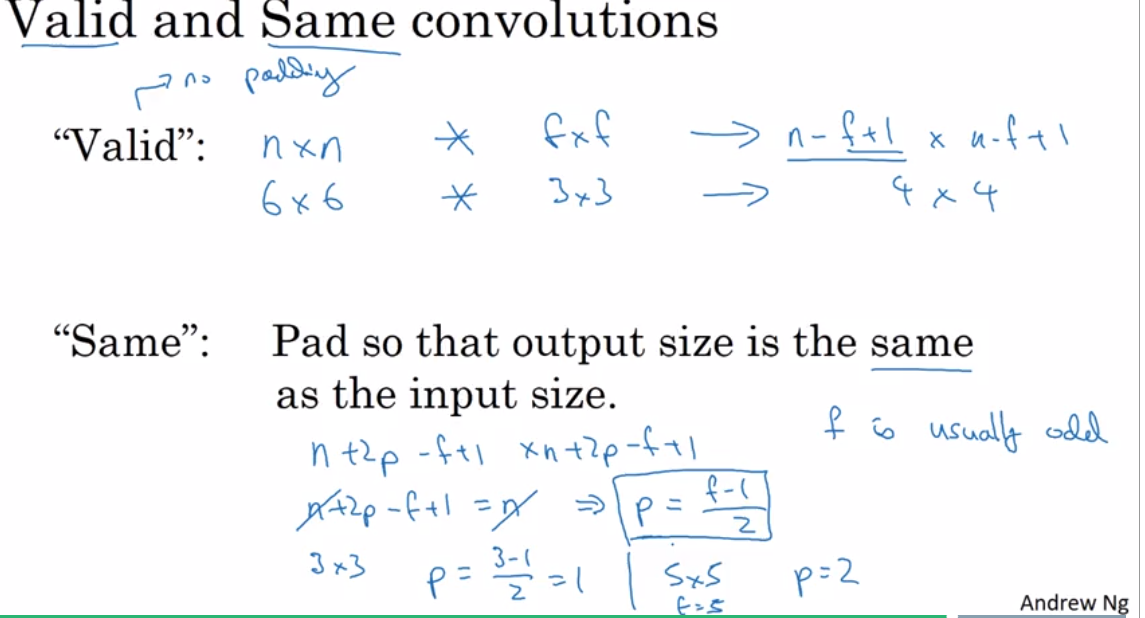 Valid and Same convolutions
→ no padding
“Valid”: n×n * f×f → n-f+1 × n-f+1
6×6 * 3×3 → 4×4
“Same”: Pad so that output size is the same
as the input size.
f is usually odd
n+2p-f+1 ×n+2p-f+1
n+2p-f+1 = n ⇒ p = (f-1)/2
3×3 p = (3-1)/2 = 1 | 5×5 p=2
f=5
Andrew Ng